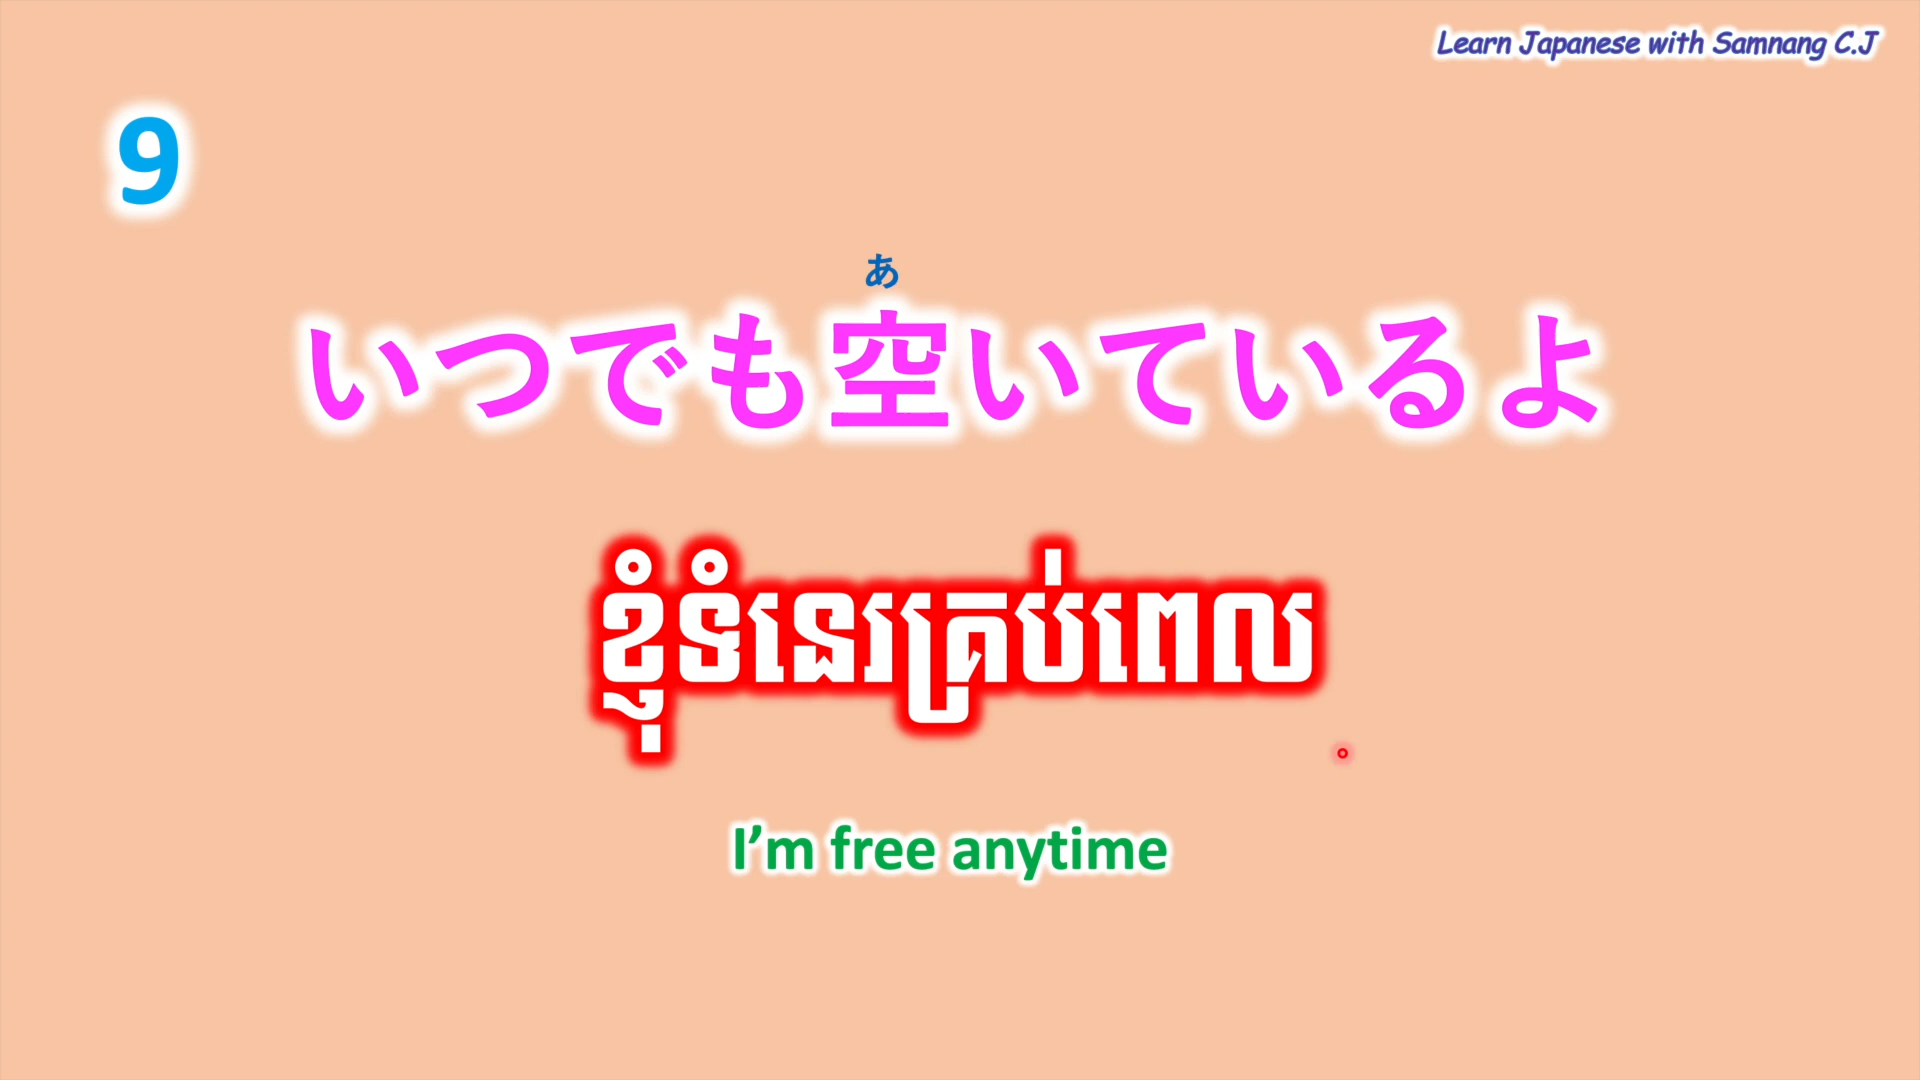 Learn Japanese with Samnang C.J
9
あ
いつでも空いているよ
ខ្ញុំទំនេរគ្រប់ពេល
I’m free anytime